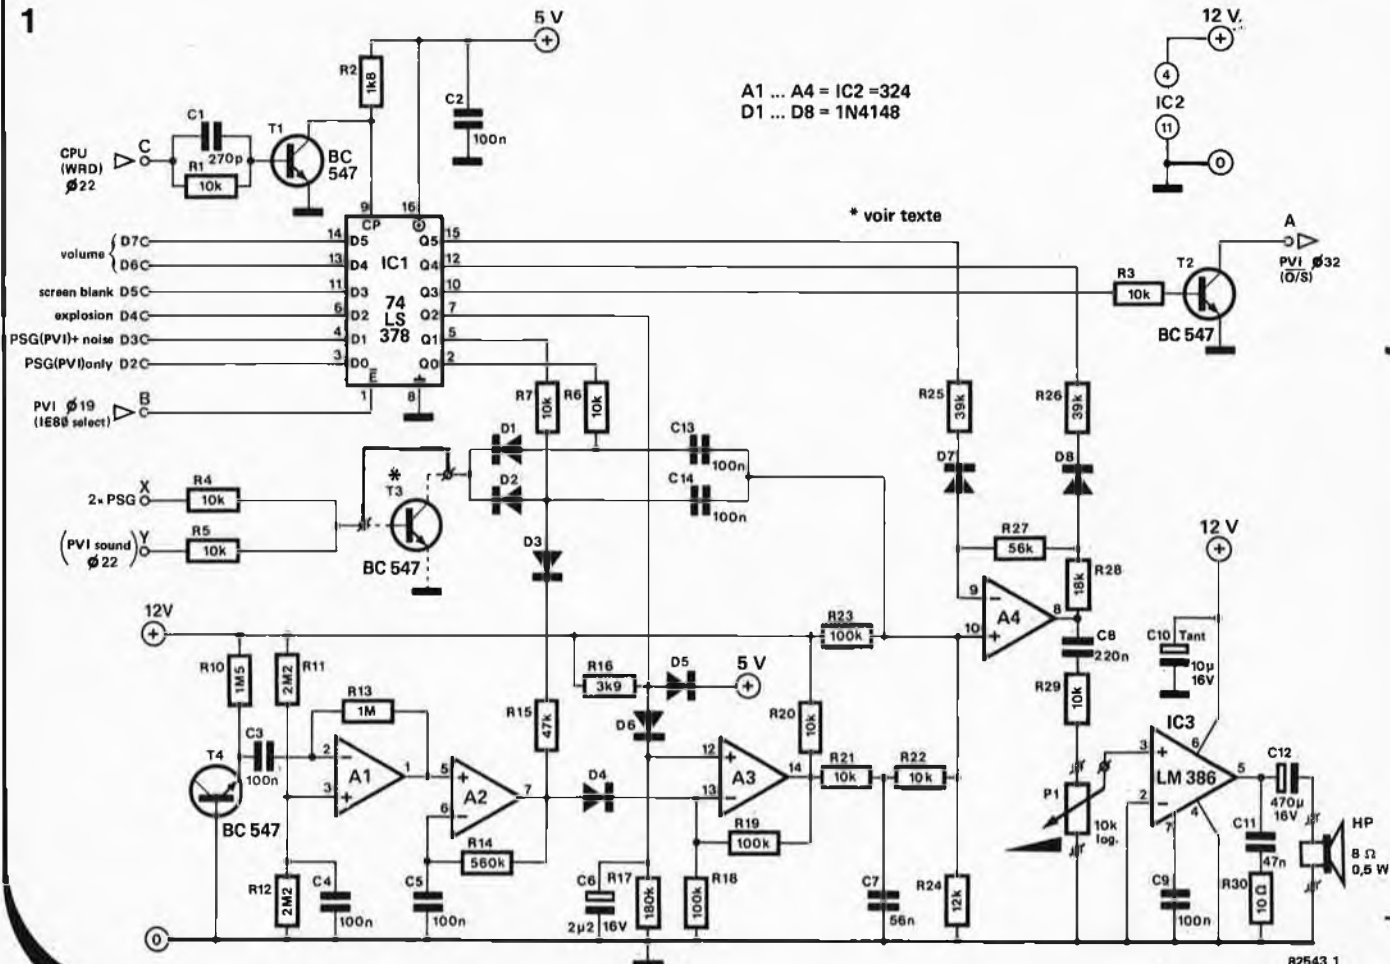 1
5 V
12 V.
R2
1k8
A1 ... A4 = IC2 =324
D1 ... D8 = 1N4148
4
IC2
11
0
C1
270p
C2
100n
T1
BC
547
CPU
(WRD)
ø22
C
R1
10k
9
16
CP
* voir texte
A
PVI ø32
(O/S)
T2
BC 547
R3
10k
volume
D7
D6
screen blank D5
explosion D4
PSG(PVI)+ noise D3
PSG(PVI)only D2
14
13
11
6
4
3
D5
D4
D3
D2
D1
D0
IC1
74
LS
378
Q5
Q4
Q3
Q2
Q1
Q0
15
12
10
7
5
2
1
8
PVI ø19
(IE80 select)
B
R7
10k
R6
10k
R25
39k
R26
39k
D1
D2
C13
100n
C14
100n
D7
D8
X
2x PSG
R4
10k
*
T3
BC 547
(PVI sound)
ø22
Y
R5
10k
D3
R27
56k
R28
18k
12 V
9
10
A4
8
12V
R23
100k
C8
220n
C10
Tant
10µ
16V
R10
1M5
R11
2M2
R13
1M
R16
3k9
D5
5 V
R29
10k
IC3
LM 386
T4
BC 547
C3
100n
2
3
A1
1
5
6
A2
7
R15
47k
D6
D4
12
13
A3
14
R20
10k
R21
10k
R22
10k
P1
10k
log.
3
2
6
5
7
4
C12
470µ
16V
R14
560k
R19
100k
C11
47n
HP
8 Ω
0,5 W
R12
2M2
C4
100n
C5
100n
C6
2µ2
16V
R17
180k
R18
100k
C7
56n
R24
12k
C9
100n
R30
10 Ω
0
82543 1